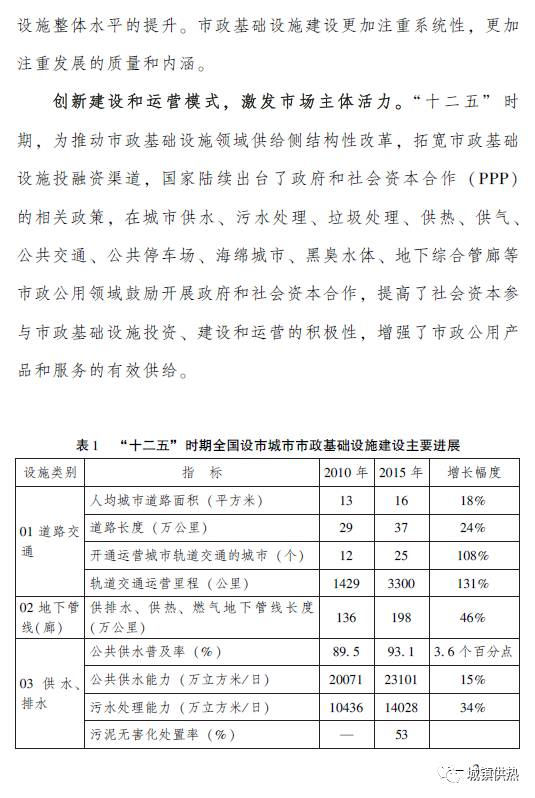 设施整体水平的提升。市政基础设施建设更加注重系统性，更加
注重发展的质量和内涵。
创新建设和运营模式，激发市场主体活力。“十二五”时
期，为推动市政基础设施领域供给侧结构性改革，拓宽市政基础
设施投融资渠道，国家陆续出台了政府和社会资本合作（PPP）
的相关政策，在城市供水、污水处理、垃圾处理、供热、供气、
公共交通、公共停车场、海绵城市、黑臭水体、地下综合管廊等
市政公用领域鼓励开展政府和社会资本合作，提高了社会资本参
与市政基础设施投资、建设和运营的积极性，增强了市政公用产
品和服务的有效供给。
表1 “十二五”时期全国设市城市市政基础设施建设主要进展
设施类别 指 标 2010年 2015年 增长幅度
01 道路交通
人均城市道路面积（平方米） 13 16 18%
道路长度（万公里） 29 37 24%
开通运营城市轨道交通的城市（个） 12 25 108%
轨道交通运营里程（公里） 1429 3300 131%
02 地下管线(廊)
供排水、供热、燃气地下管线长度
（万公里） 136 198 46%
03 供水、排水
公共供水普及率（%） 89.5 93.1 3.6个百分点
公共供水能力（万立方米/日） 20071 23101 15%
污水处理能力（万立方米/日） 10436 14028 34%
污泥无害化处置率（%） — 53
城镇供热